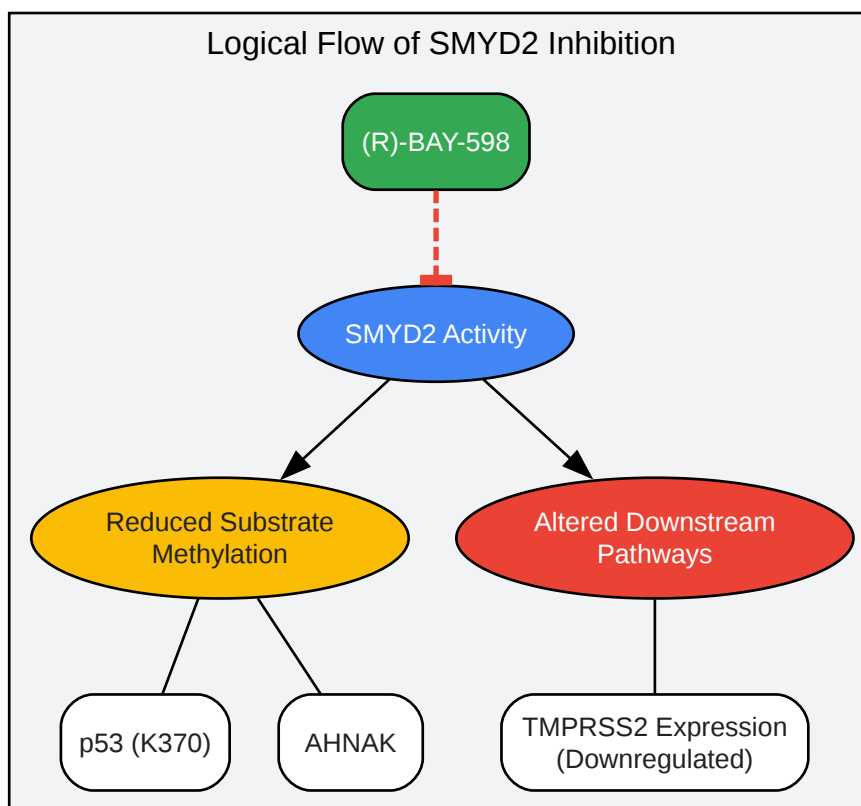 Logical Flow of SMYD2 Inhibition
(R)-BAY-598
SMYD2 Activity
Reduced Substrate
Methylation
Altered Downstream
Pathways
p53 (K370)
AHNAK
TMPRSS2 Expression
(Downregulated)